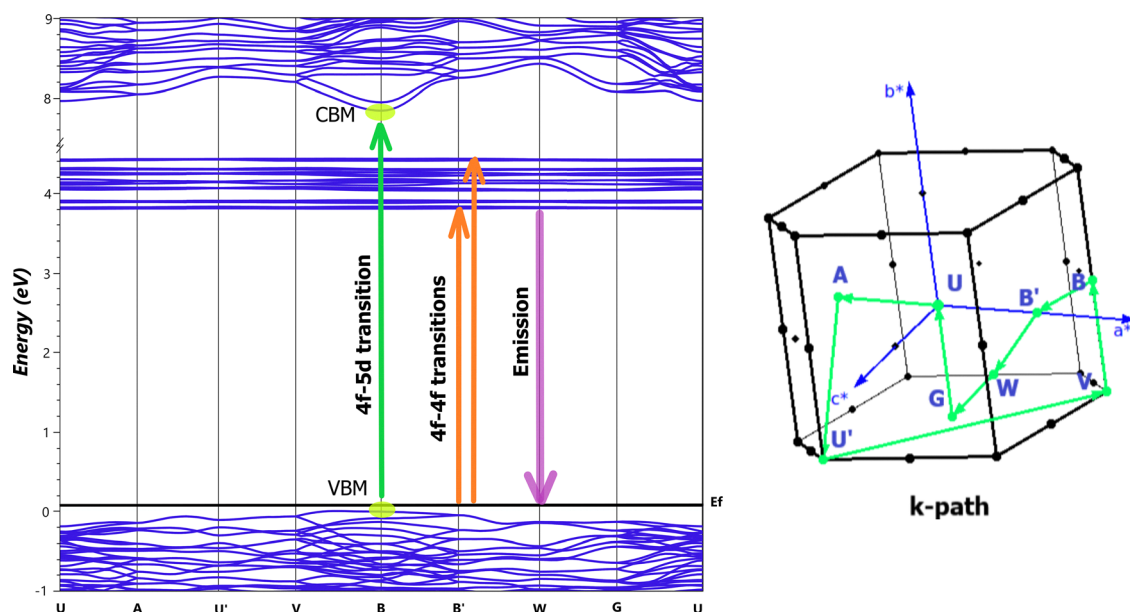 9
8
4
3
2
1
0
-1
Energy (eV)
CBM
VBM
4f-5d transition
4f-4f transitions
Emission
Ef
U A U' V B B' W G U
b*
A
U
B'
B
a*
c*
G
W
V
U'
k-path